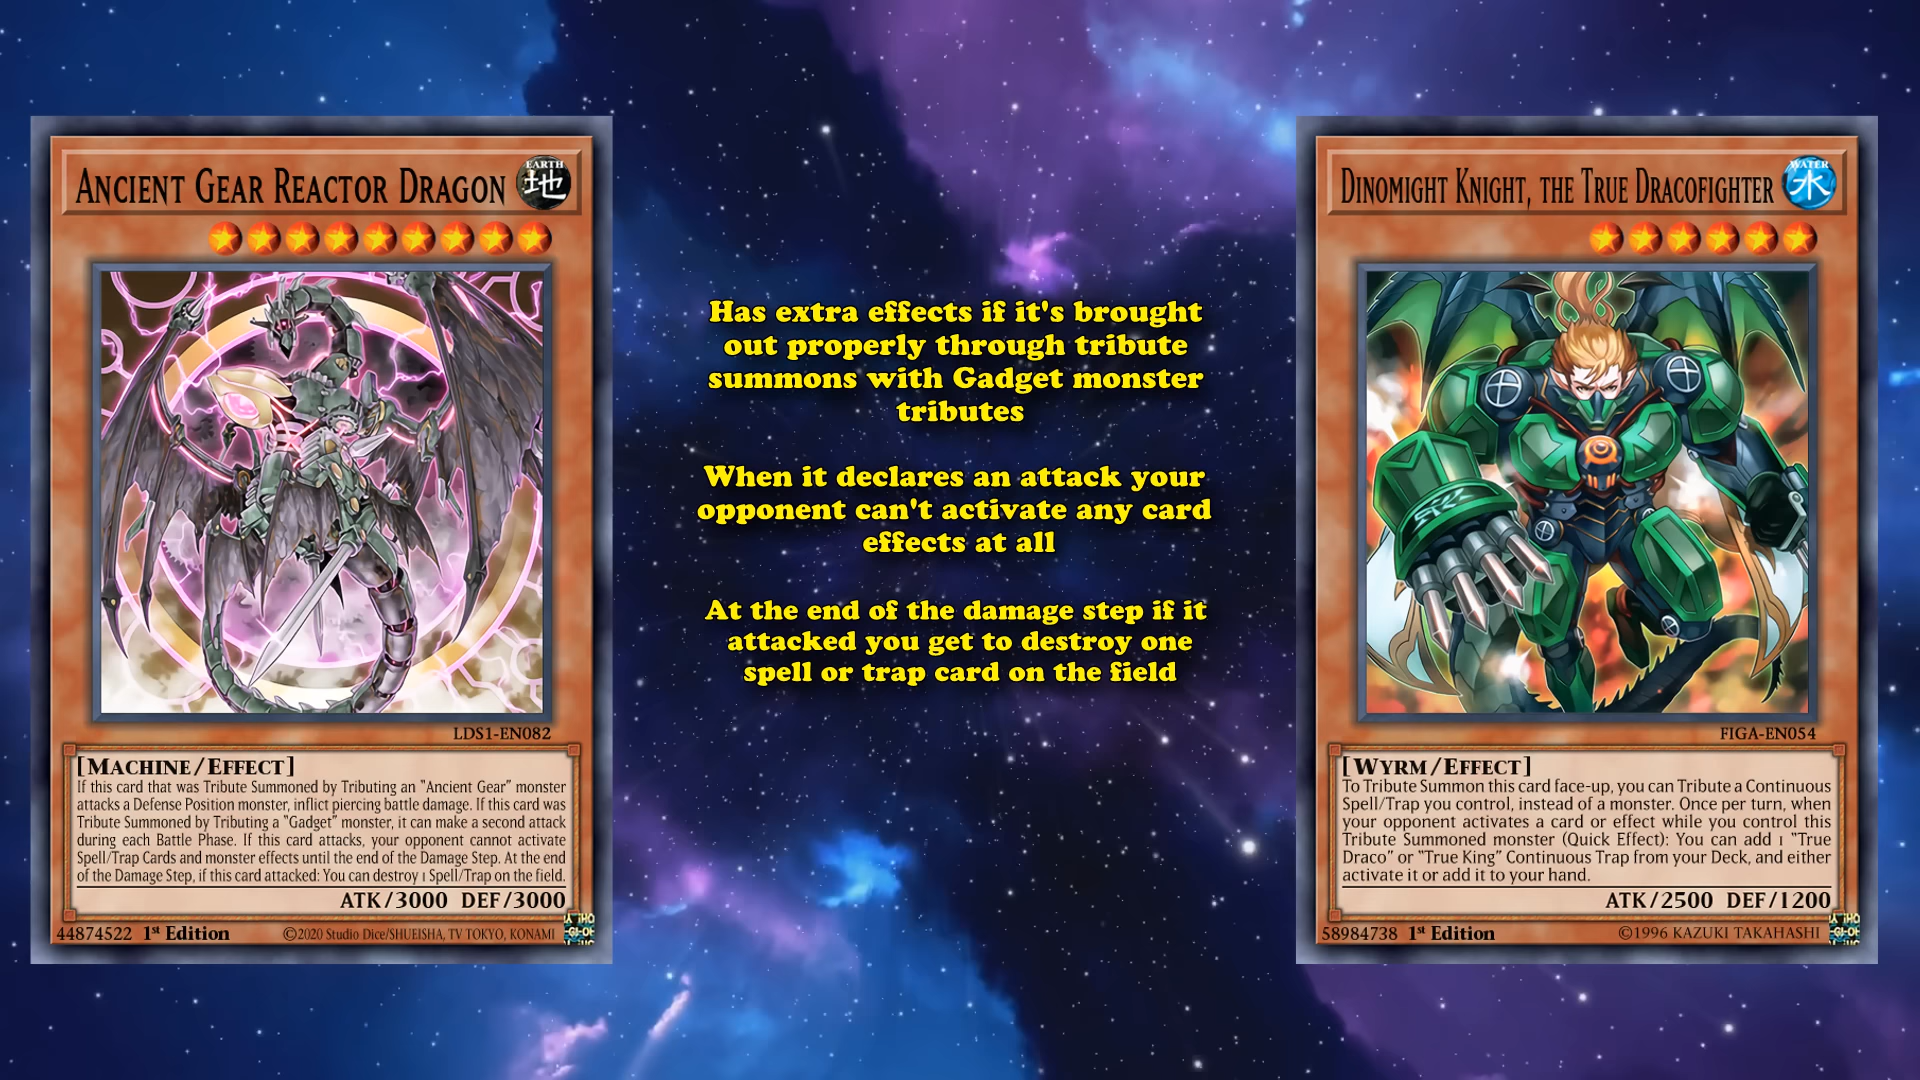 ANCIENT GEAR REACTOR DRAGON
EARTH
地
LDS1-EN082
[MACHINE/EFFECT]
If this card that was Tribute Summoned by Tributing an "Ancient Gear" monster
attacks a Defense Position monster, inflict piercing battle damage. If this card was
Tribute Summoned by Tributing a "Gadget" monster, it can make a second attack
during each Battle Phase. If this card attacks, your opponent cannot activate
Spell/Trap Cards and monster effects until the end of the Damage Step. At the end
of the Damage Step, if this card attacked: You can destroy 1 Spell/Trap on the field.
ATK/3000 DEF/3000
44874522 1st Edition ©2020 Studio Dice/SHUEISHA, TV TOKYO, KONAMI
Has extra effects if it's brought
out properly through tribute
summons with Gadget monster
tributes
When it declares an attack your
opponent can't activate any card
effects at all
At the end of the damage step if it
attacked you get to destroy one
spell or trap card on the field
DINOMIGHT KNIGHT, THE TRUE DRACOFIGHTER
WATER
水
FIGA-EN054
[WYRM/EFFECT]
To Tribute Summon this card face-up, you can Tribute a Continuous
Spell/Trap you control, instead of a monster. Once per turn, when
your opponent activates a card or effect while you control this
Tribute Summoned monster (Quick Effect): You can add 1 "True
Draco" or "True King" Continuous Trap from your Deck, and either
activate it or add it to your hand.
ATK/2500 DEF/1200
58984738 1st Edition ©1996 KAZUKI TAKAHASHI